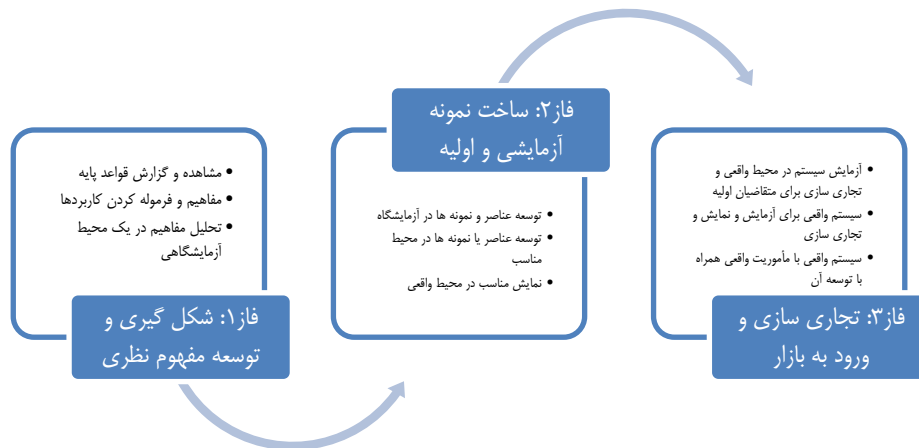 • مشاهده و گزارش قواعد پایه
• مفاهیم و فرموله کردن کاربردها
• تحلیل مفاهیم در یک محیط
آزمایشگاهی
فاز۱: شکل گیری و
توسعه مفهوم نظری
فاز۲: ساخت نمونه
آزمایشی و اولیه
• توسعه عناصر و نمونه ها در آزمایشگاه
• توسعه عناصر یا نمونه ها در محیط
مناسب
• نمایش مناسب در محیط واقعی
• آزمایش سیستم در محیط واقعی و
تجاری سازی برای متقاضیان اولیه
• سیستم واقعی برای آزمایش و نمایش و
تجاری سازی
• سیستم واقعی با مأموریت واقعی همراه
با توسعه آن
فاز۳: تجاری سازی و
ورود به بازار